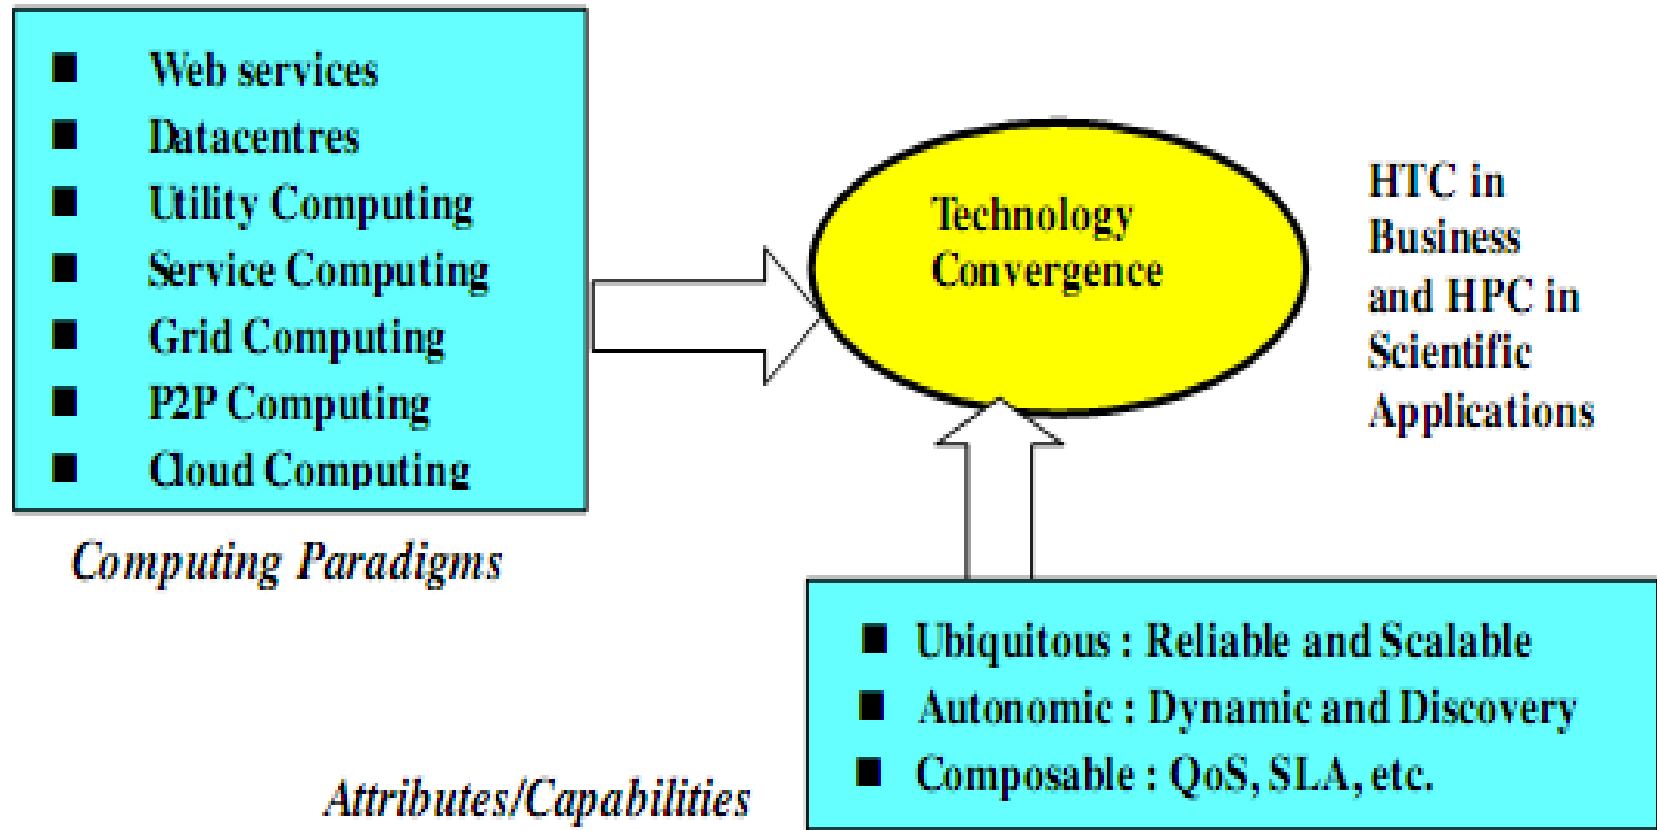 Web services
Datacentres
Utility Computing
Service Computing
Grid Computing
P2P Computing
Cloud Computing
Computing Paradigms
Technology
Convergence
HTC in
Business
and HPC in
Scientific
Applications
Ubiquitous : Reliable and Scalable
Autonomic : Dynamic and Discovery
Composable : QoS, SLA, etc.
Attributes/Capabilities